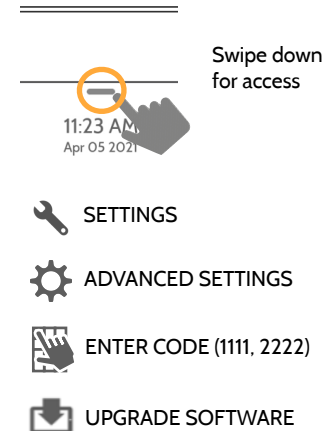 Swipe down
for access
11:23 AM
Apr 05 2021
SETTINGS
ADVANCED SETTINGS
ENTER CODE (1111, 2222)
UPGRADE SOFTWARE